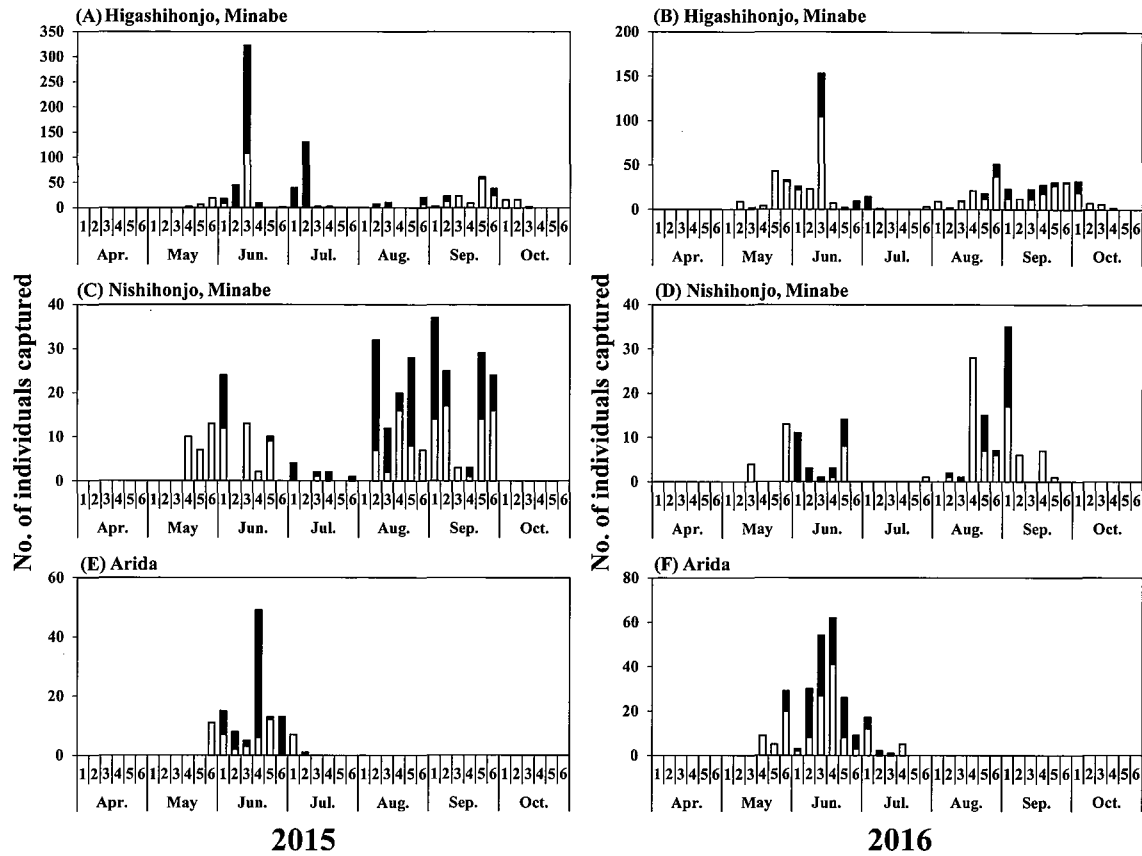 (A) Higashihonjo, Minabe
350
300
250
200
150
100
50
0
1 2 3 4 5 6 1 2 3 4 5 6 1 2 3 4 5 6 1 2 3 4 5 6 1 2 3 4 5 6 1 2 3 4 5 6 1 2 3 4 5 6
Apr. May Jun. Jul. Aug. Sep. Oct.
(B) Higashihonjo, Minabe
200
150
100
50
0
1 2 3 4 5 6 1 2 3 4 5 6 1 2 3 4 5 6 1 2 3 4 5 6 1 2 3 4 5 6 1 2 3 4 5 6 1 2 3 4 5 6
Apr. May Jun. Jul. Aug. Sep. Oct.
No. of individuals captured
(C) Nishihonjo, Minabe
40
30
20
10
0
1 2 3 4 5 6 1 2 3 4 5 6 1 2 3 4 5 6 1 2 3 4 5 6 1 2 3 4 5 6 1 2 3 4 5 6 1 2 3 4 5 6
Apr. May Jun. Jul. Aug. Sep. Oct.
No. of individuals captured
(D) Nishihonjo, Minabe
40
30
20
10
0
1 2 3 4 5 6 1 2 3 4 5 6 1 2 3 4 5 6 1 2 3 4 5 6 1 2 3 4 5 6 1 2 3 4 5 6 1 2 3 4 5 6
Apr. May Jun. Jul. Aug. Sep. Oct.
(E) Arida
60
40
20
0
1 2 3 4 5 6 1 2 3 4 5 6 1 2 3 4 5 6 1 2 3 4 5 6 1 2 3 4 5 6 1 2 3 4 5 6 1 2 3 4 5 6
Apr. May Jun. Jul. Aug. Sep. Oct.
2015
(F) Arida
80
60
40
20
0
1 2 3 4 5 6 1 2 3 4 5 6 1 2 3 4 5 6 1 2 3 4 5 6 1 2 3 4 5 6 1 2 3 4 5 6 1 2 3 4 5 6
Apr. May Jun. Jul. Aug. Sep. Oct.
2016